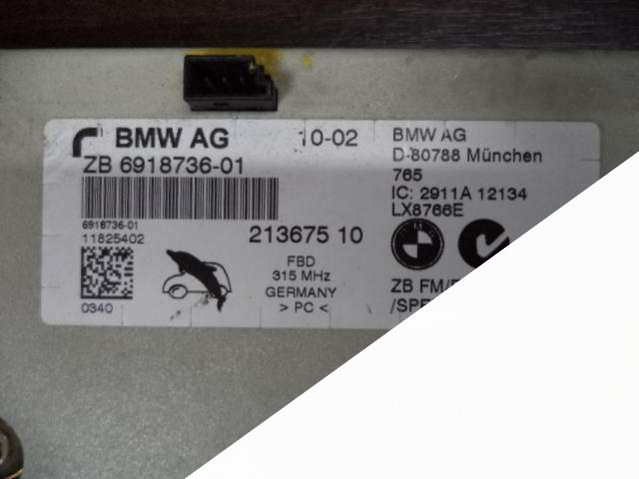 BMW AG
10-02
ZB 6918736-01
6918736-01
11825402
0340
213675 10
FBD
315 MHz
GERMANY
> PC <
BMW AG
D-80788 München
765
IC: 2911A 12134
LX8766E
ZB FM/